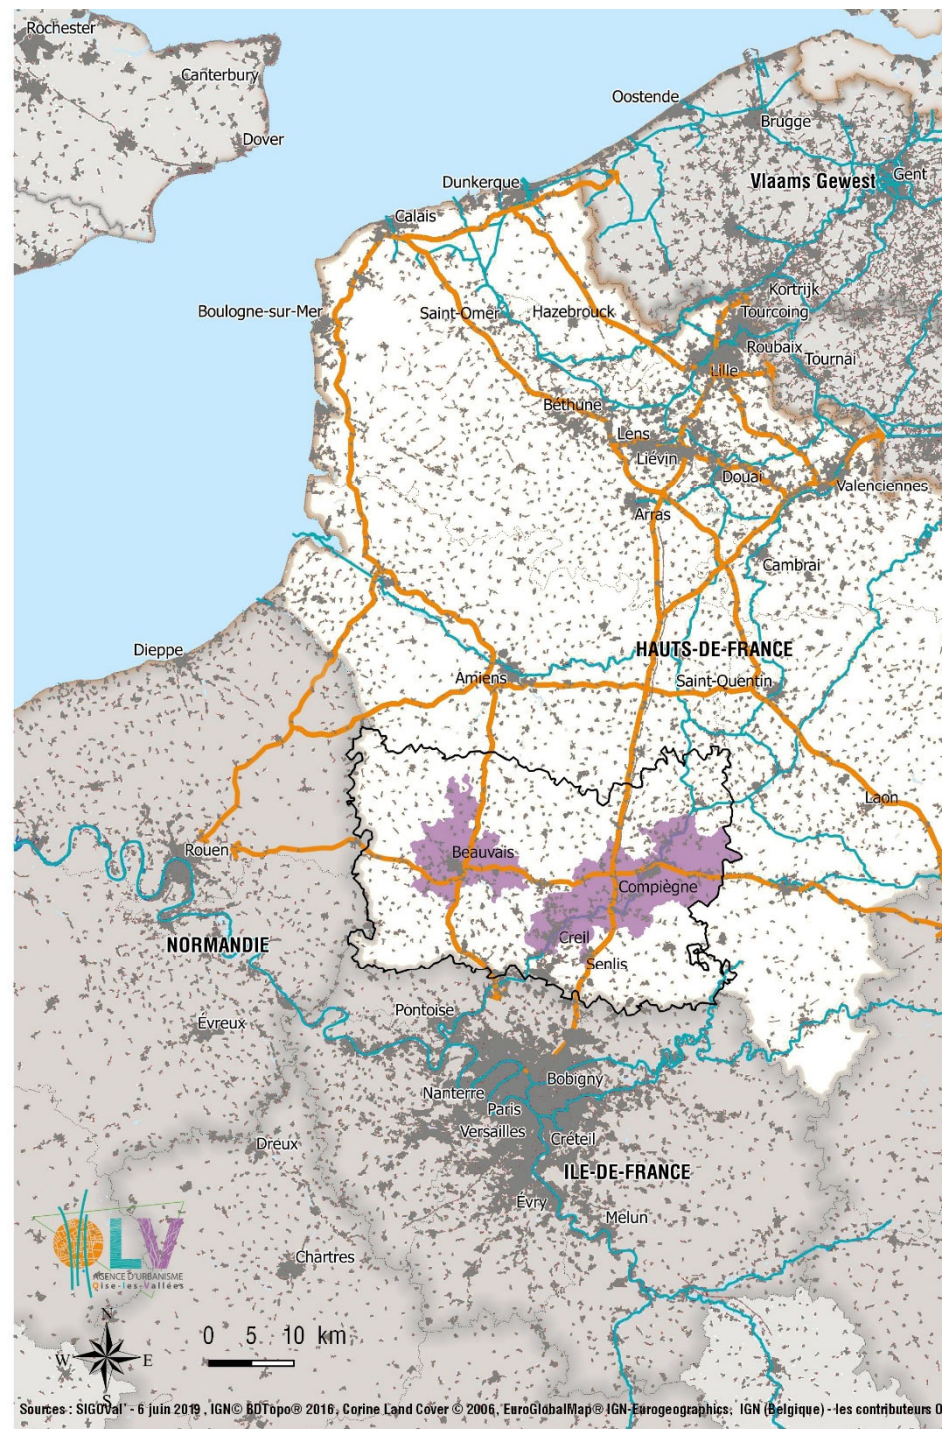 Rochester
Canterbury
Dover
Oostende
Brugge
Gent
Vlaams Gewest
Dunkerque
Calais
Boulogne-sur-Mer
Saint-Omer
Hazebrouck
Kortrijk
Tourcoing
Roubaix
Tournai
Lille
Béthune
Lens
Liévin
Douai
Valenciennes
Arras
Cambrai
Dieppe
HAUTS-DE-FRANCE
Amiens
Saint-Quentin
Laon
Rouen
Beauvais
Compiègne
NORMANDIE
Creil
Senlis
Pontoise
Évreux
Nanterre
Bobigny
Paris
Versailles
Créteil
Dreux
ILE-DE-FRANCE
Évry
Melun
OLV
AGENCE D'URBANISME
Oise-les-Vallées
Chartres
N
W E
S
0 5 10 km
Sources : SIGOVal' - 6 juin 2019 , IGN© BDTopo® 2016, Corine Land Cover © 2006, EuroGlobalMap® IGN-Eurogeographics, IGN (Belgique) - les contributeurs O